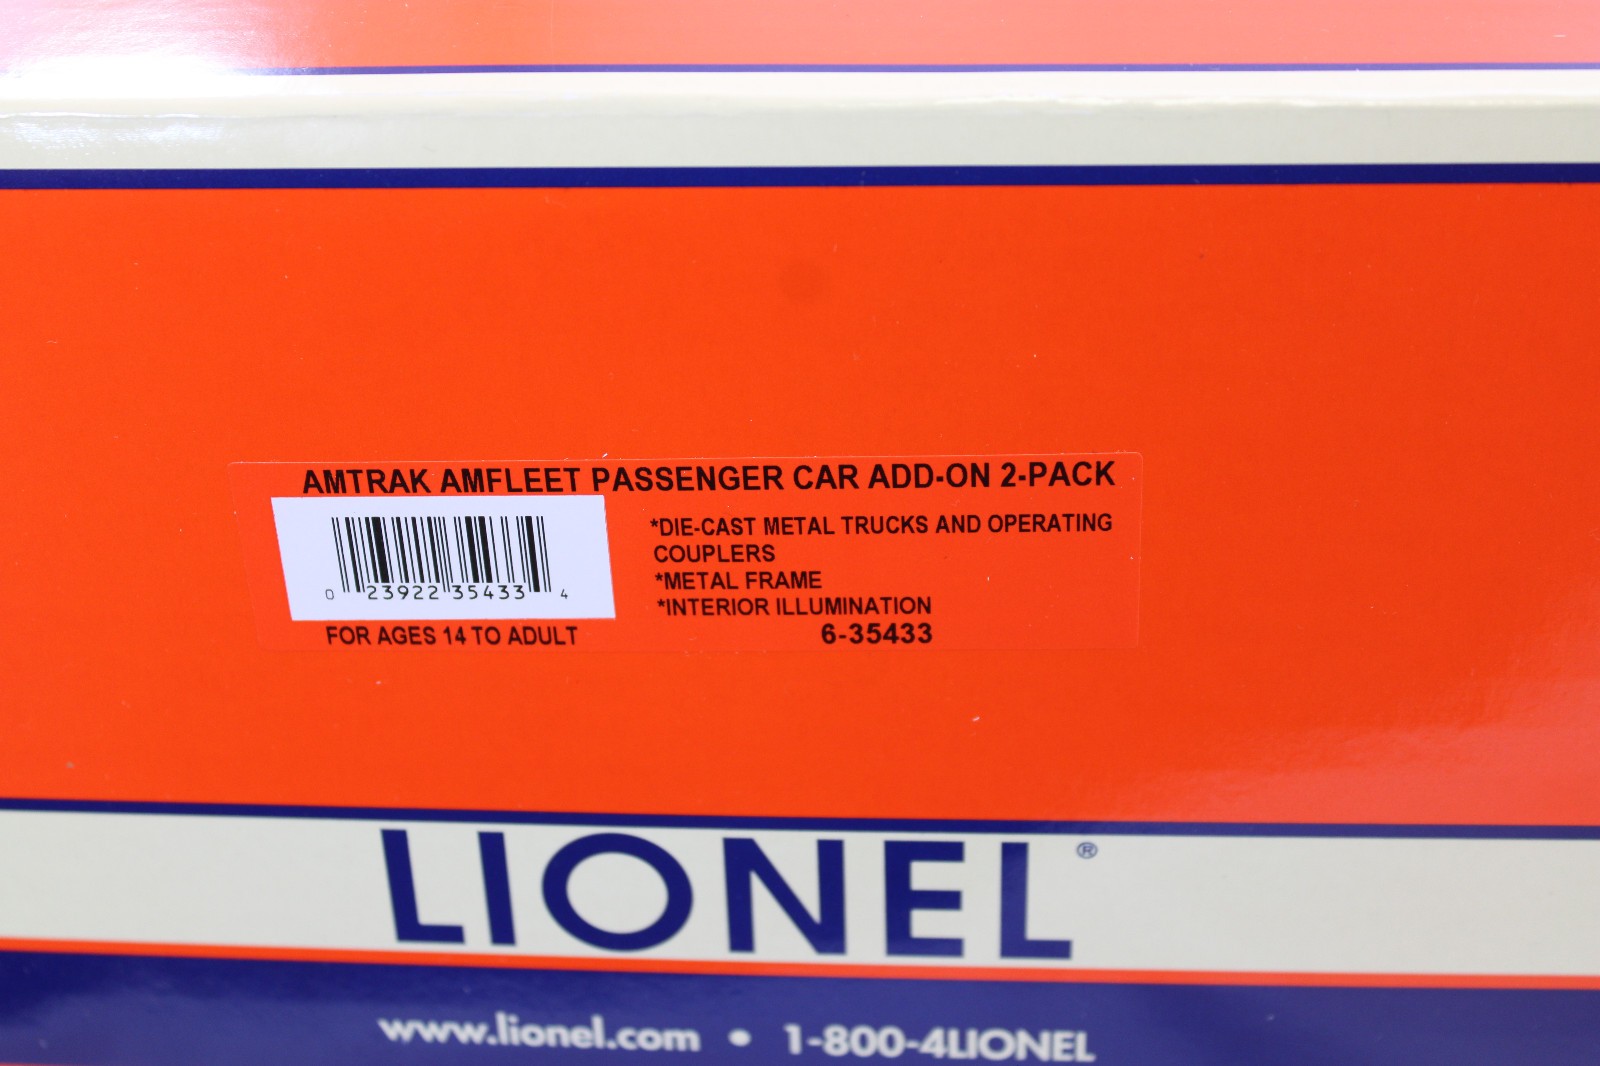 AMTRAK AMFLEET PASSENGER CAR ADD-ON 2-PACK
*DIE-CAST METAL TRUCKS AND OPERATING
COUPLERS
*METAL FRAME
*INTERIOR ILLUMINATION
6-35433
0 23922 35433 4
FOR AGES 14 TO ADULT
LIONEL®
www.lionel.com • 1-800-4LIONEL